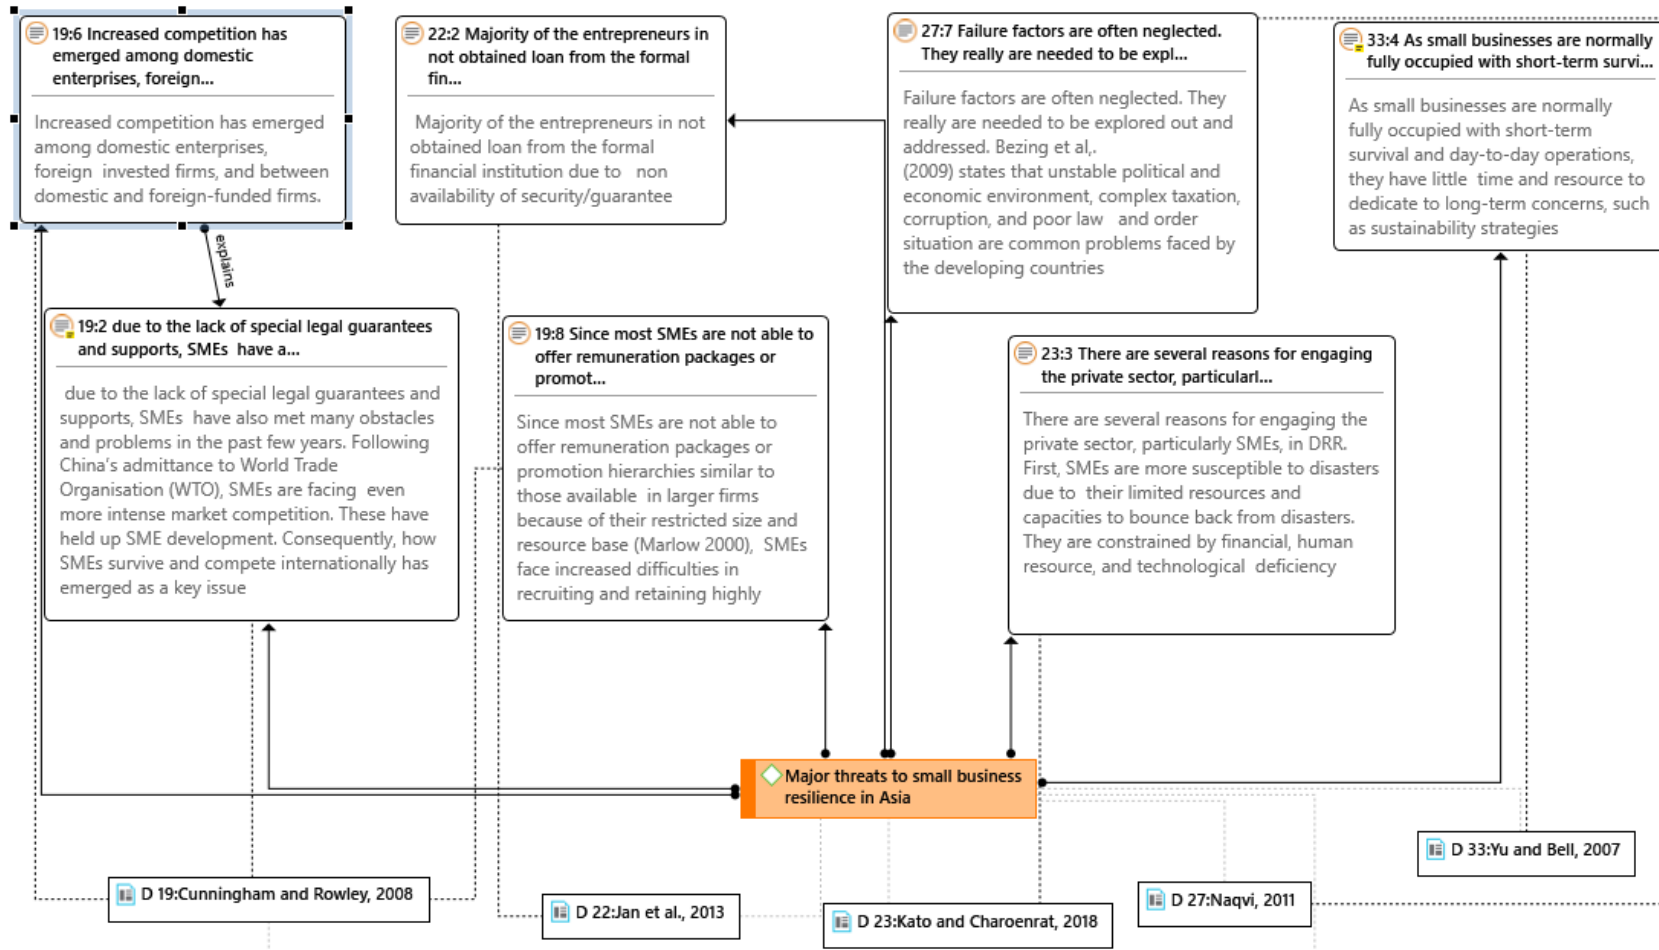 19:6 Increased competition has
emerged among domestic
enterprises, foreign...
Increased competition has emerged
among domestic enterprises,
foreign invested firms, and between
domestic and foreign-funded firms.
22:2 Majority of the entrepreneurs in
not obtained loan from the formal
fin...
Majority of the entrepreneurs in not
obtained loan from the formal
financial institution due to non
availability of security/guarantee
27:7 Failure factors are often neglected.
They really are needed to be expl...
Failure factors are often neglected. They
really are needed to be explored out and
addressed. Bezing et al,.
(2009) states that unstable political and
economic environment, complex taxation,
corruption, and poor law and order
situation are common problems faced by
the developing countries
33:4 As small businesses are normally
fully occupied with short-term survi...
As small businesses are normally
fully occupied with short-term
survival and day-to-day operations,
they have little time and resource to
dedicate to long-term concerns, such
as sustainability strategies
explains
19:2 due to the lack of special legal guarantees
and supports, SMEs have a...
due to the lack of special legal guarantees and
supports, SMEs have also met many obstacles
and problems in the past few years. Following
China's admittance to World Trade
Organisation (WTO), SMEs are facing even
more intense market competition. These have
held up SME development. Consequently, how
SMEs survive and compete internationally has
emerged as a key issue
19:8 Since most SMEs are not able to
offer remuneration packages or
promot...
Since most SMEs are not able to
offer remuneration packages or
promotion hierarchies similar to
those available in larger firms
because of their restricted size and
resource base (Marlow 2000), SMEs
face increased difficulties in
recruiting and retaining highly
23:3 There are several reasons for engaging
the private sector, particularl...
There are several reasons for engaging the
private sector, particularly SMEs, in DRR.
First, SMEs are more susceptible to disasters
due to their limited resources and
capacities to bounce back from disasters.
They are constrained by financial, human
resource, and technological deficiency
Major threats to small business
resilience in Asia
D 19:Cunningham and Rowley, 2008
D 22:Jan et al., 2013
D 23:Kato and Charoenrat, 2018
D 27:Naqvi, 2011
D 33:Yu and Bell, 2007